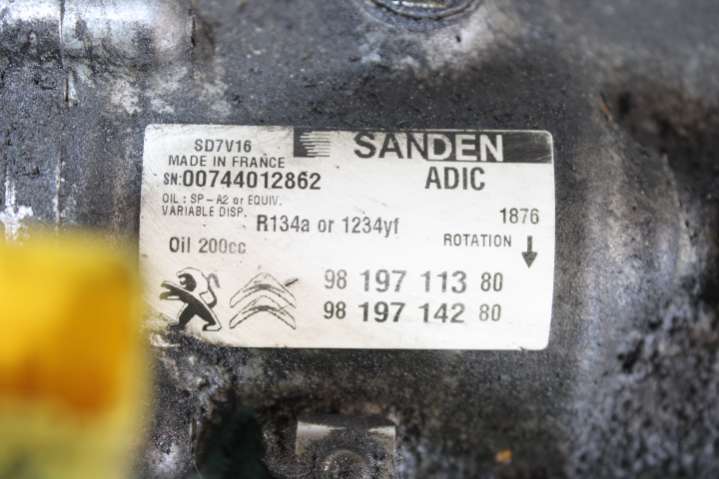 SD7V16 SANDEN
MADE IN FRANCE
SN:00744012862 ADIC
OIL : SP - A2 or EQUIV.
VARIABLE DISP.
R134a or 1234yf 1876
Oil 200cc ROTATION
98 197 113 80
98 197 142 80